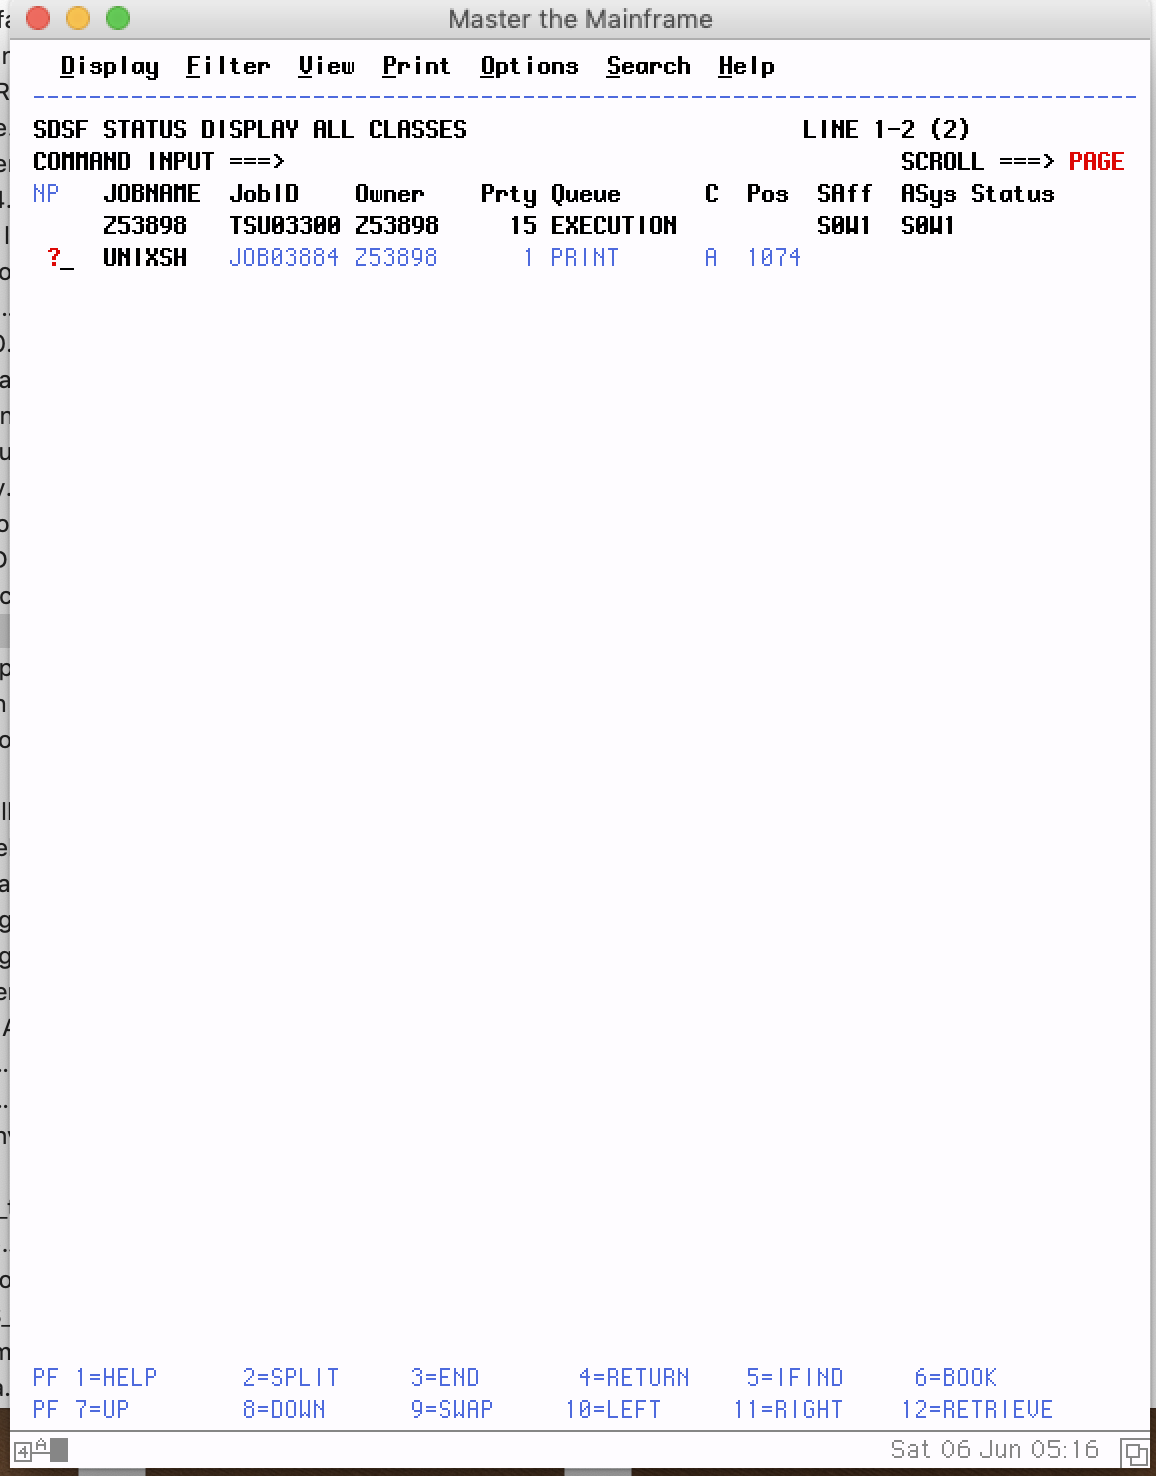 Master the Mainframe
Display Filter View Print Options Search Help
SDSF STATUS DISPLAY ALL CLASSES LINE 1-2 (2)
COMMAND INPUT ===> SCROLL ===> PAGE
NP JOBNAME JobID Owner Prty Queue C Pos SAff ASys Status
Z53898 TSU03300 Z53898 15 EXECUTION S0W1 S0W1
?_ UNIXSH JOB03884 Z53898 1 PRINT A 1074
PF 1=HELP 2=SPLIT 3=END 4=RETURN 5=IFIND 6=BOOK
PF 7=UP 8=DOWN 9=SWAP 10=LEFT 11=RIGHT 12=RETRIEVE
4 A Sat 06 Jun 05:16